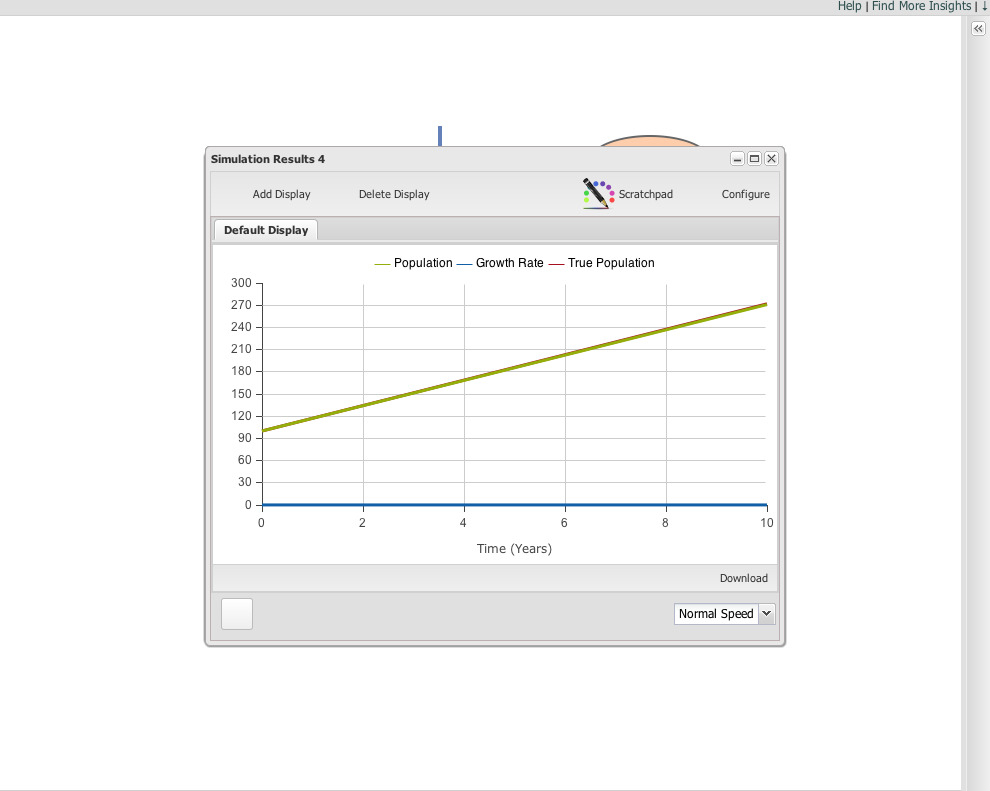 Help | Find More Insights | ↓
Simulation Results 4
Add Display Delete Display Scratchpad Configure
Default Display
Population Growth Rate True Population
300
270
240
210
180
150
120
90
60
30
0
0 2 4 6 8 10
Time (Years)
Download
Normal Speed